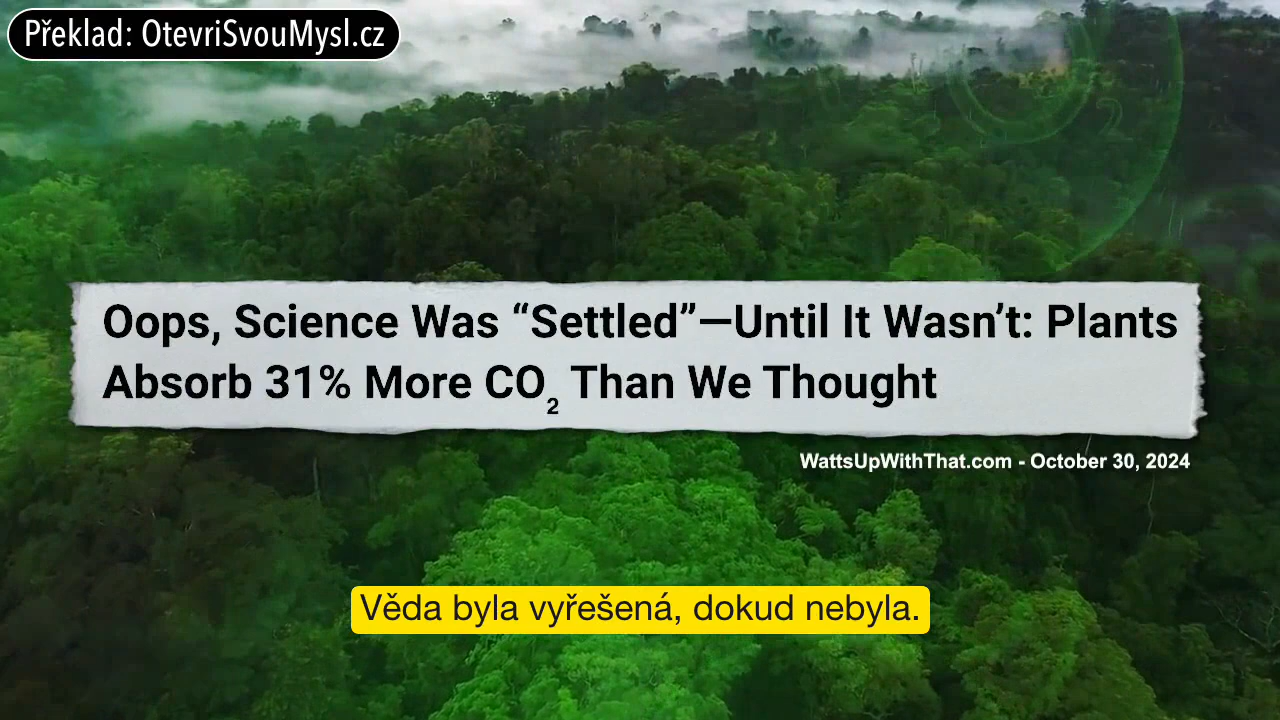 Překlad: OtevriSvouMysl.cz
Oops, Science Was “Settled”—Until It Wasn’t: Plants
Absorb 31% More CO₂ Than We Thought
WattsUpWithThat.com - October 30, 2024
Věda byla vyřešená, dokud nebyla.